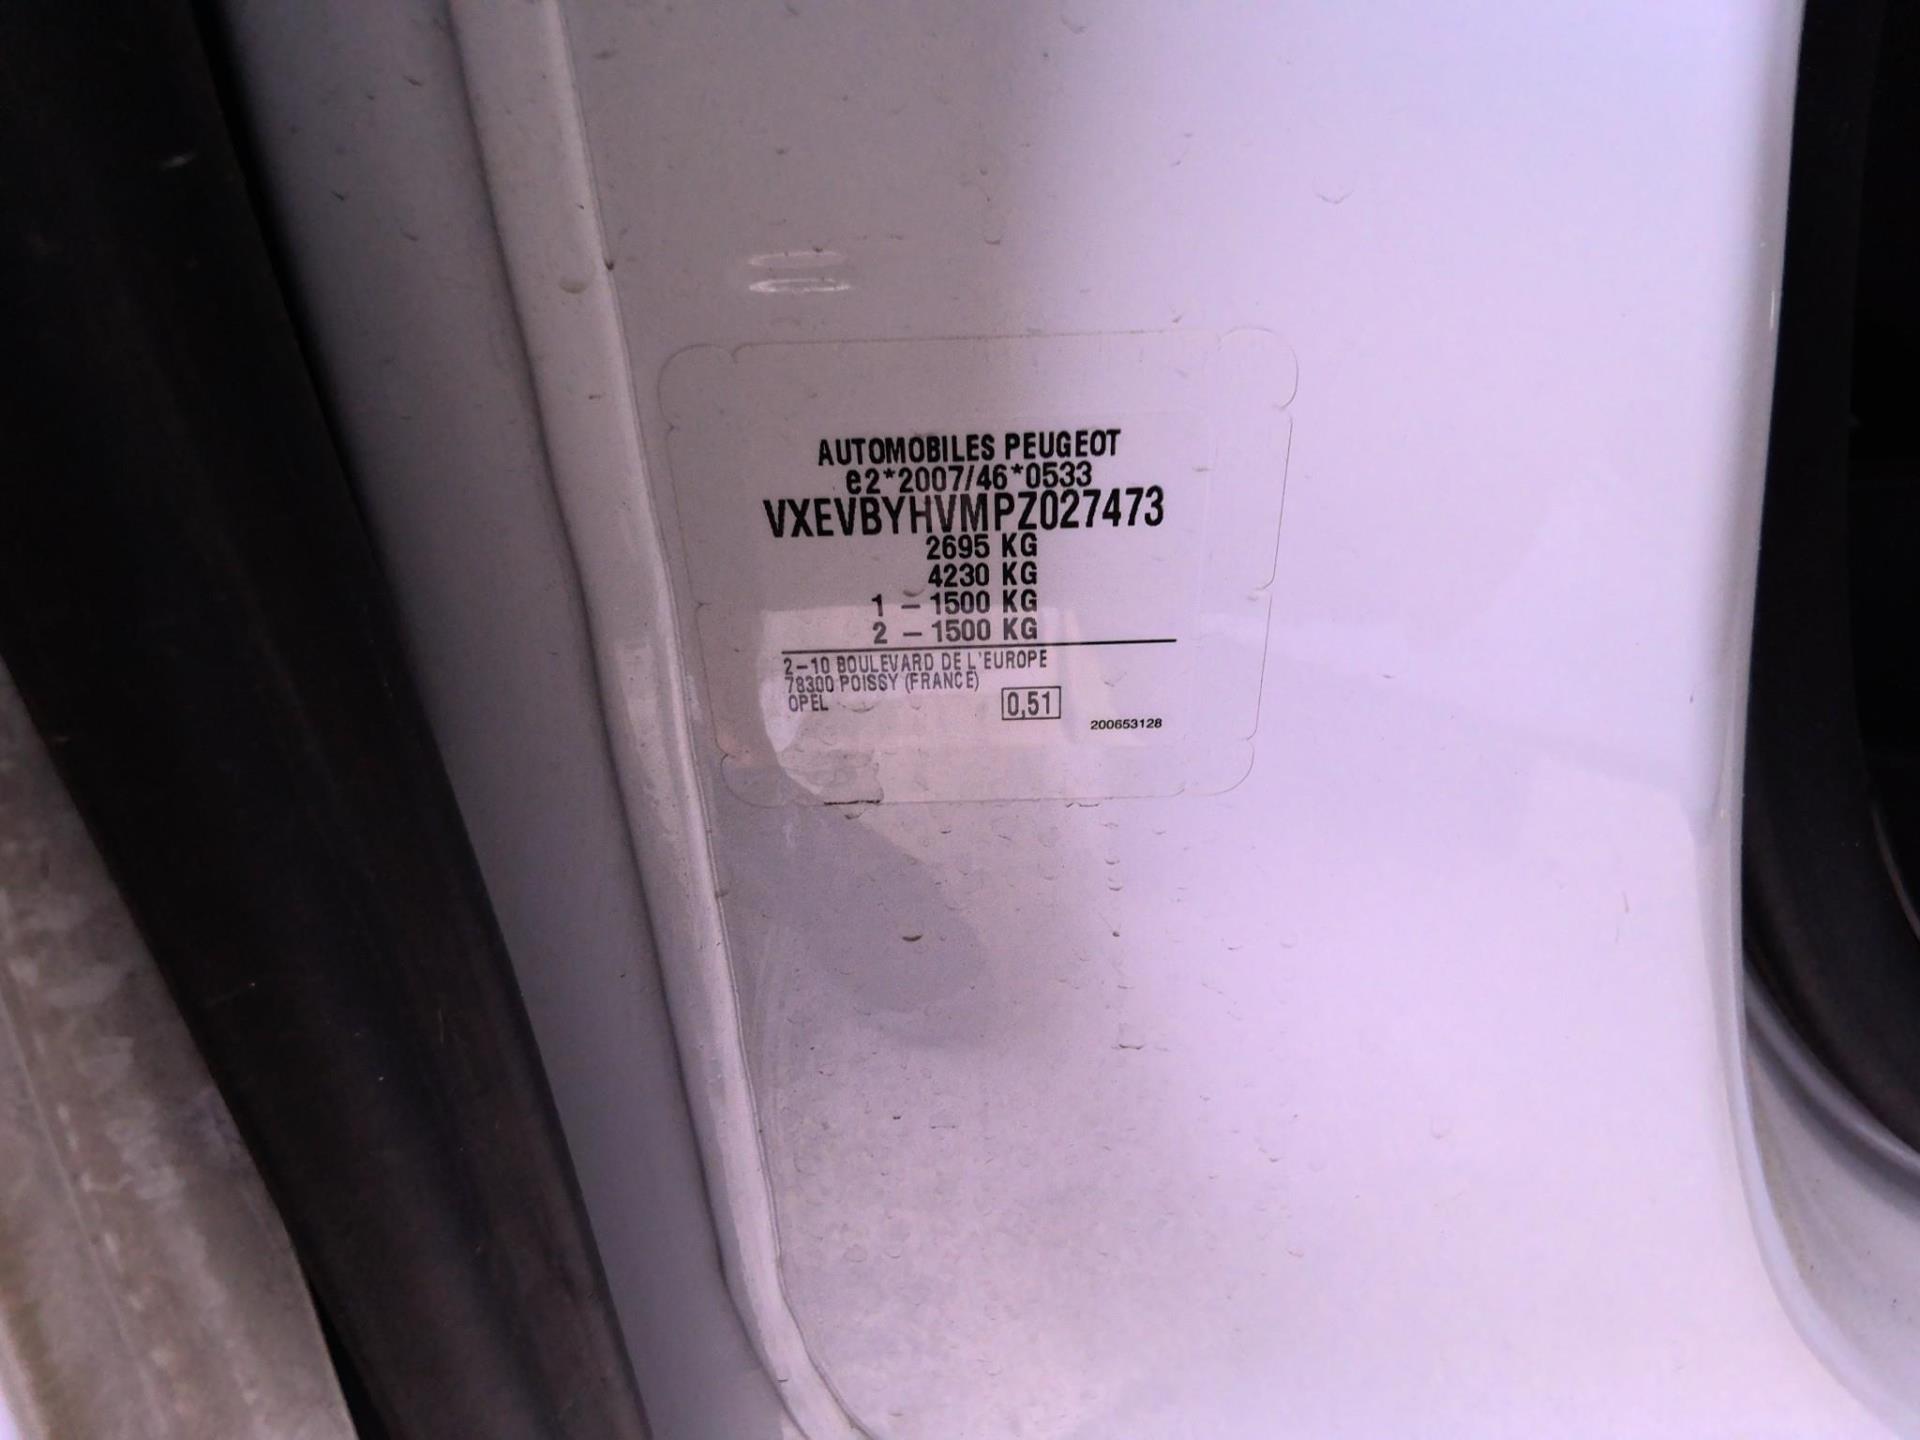 AUTOMOBILES PEUGEOT
e2*2007/46*0533
VXEVBYHVMPZ027473
2695 KG
4230 KG
1 – 1500 KG
2 – 1500 KG
2–10 BOULEVARD DE L'EUROPE
78300 POISSY (FRANCE)
OPEL
0,51
200653128